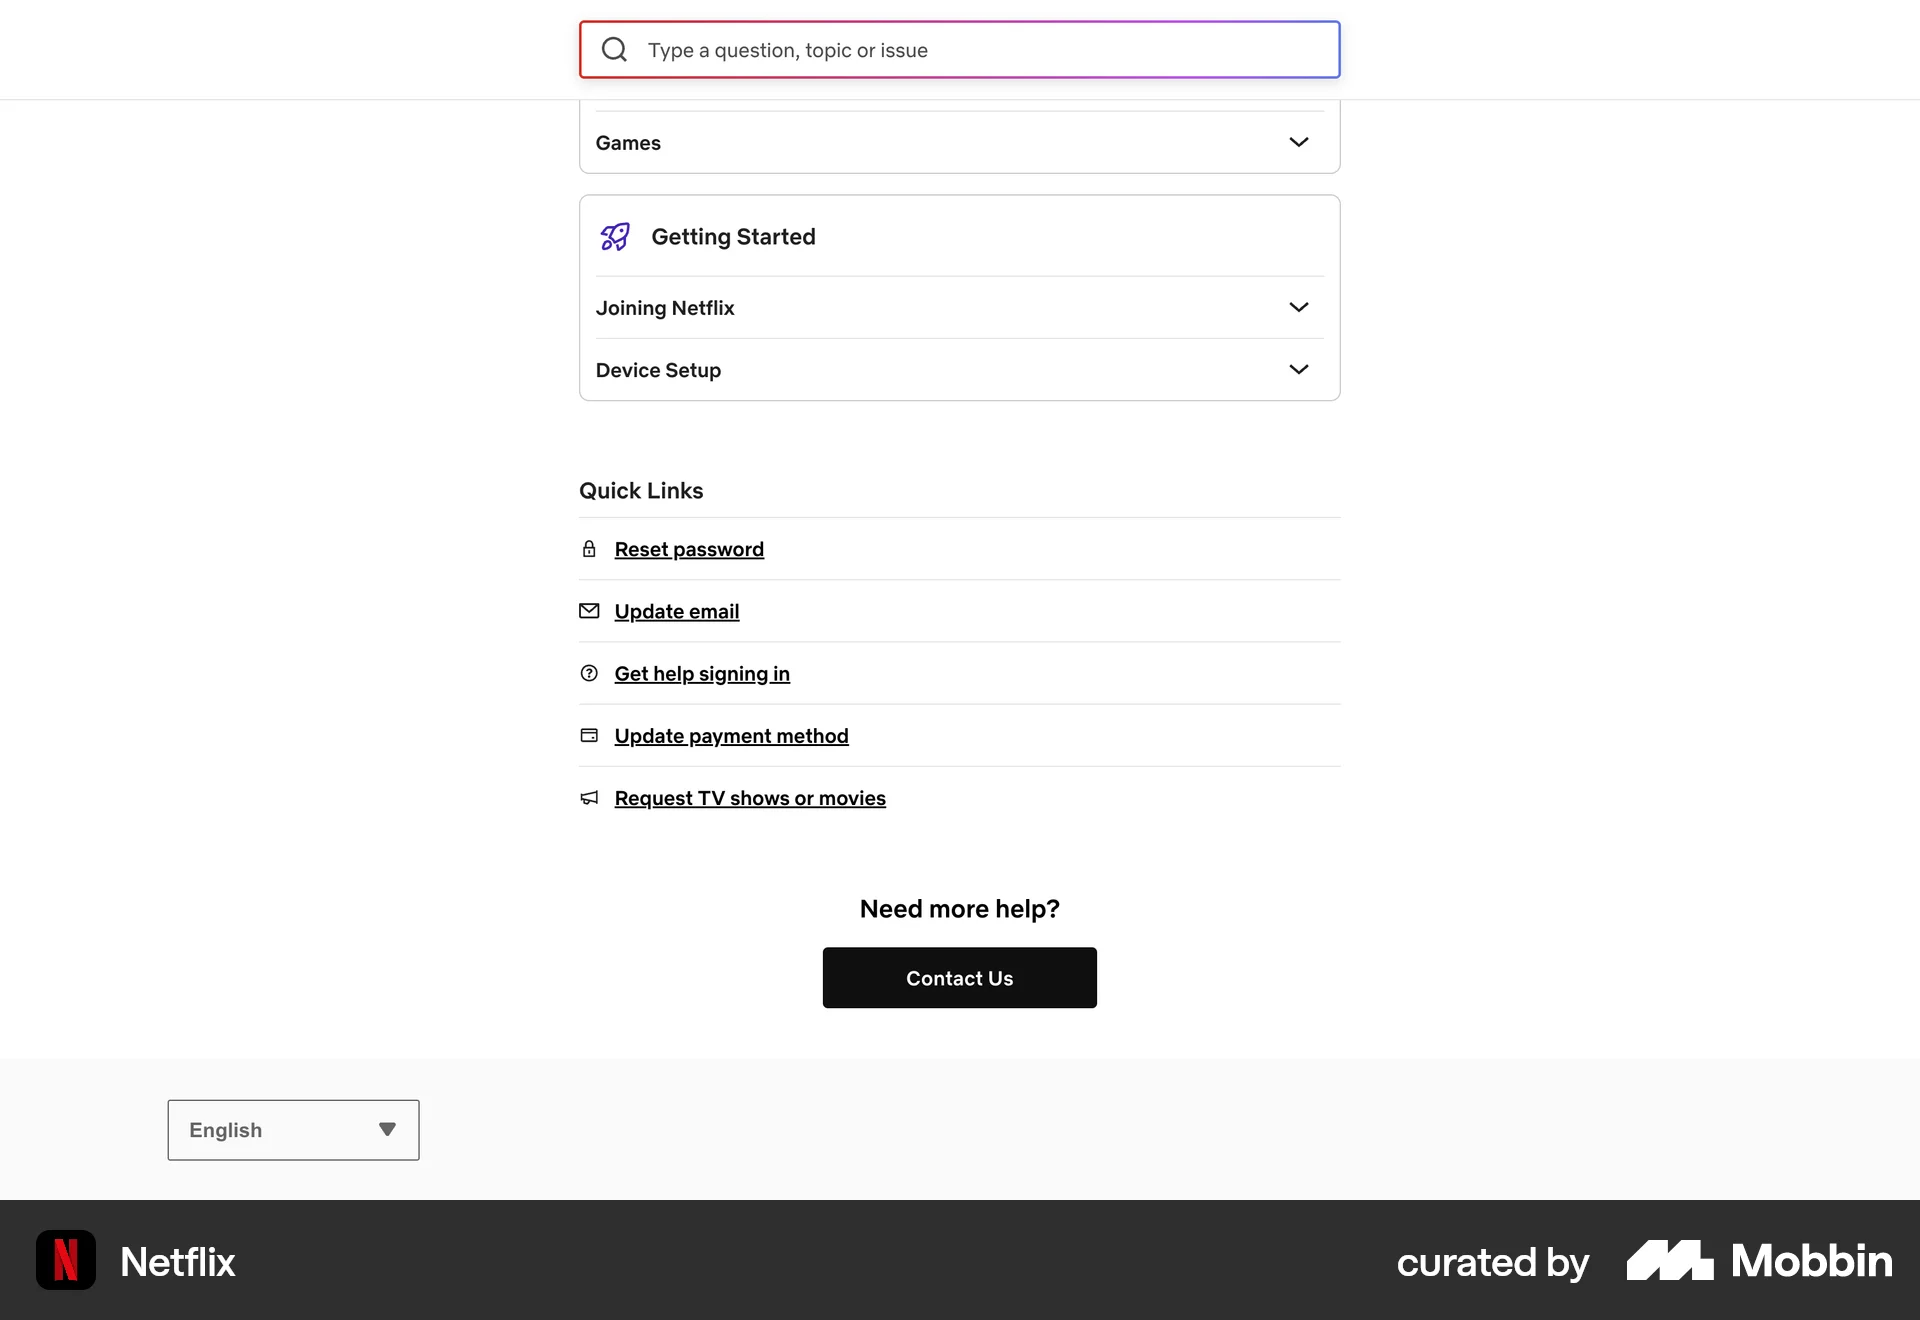 Type a question, topic or issue
Games
Getting Started
Joining Netflix
Device Setup
Quick Links
Reset password
Update email
Get help signing in
Update payment method
Request TV shows or movies
Need more help?
Contact Us
English
Netflix
curated by Mobbin